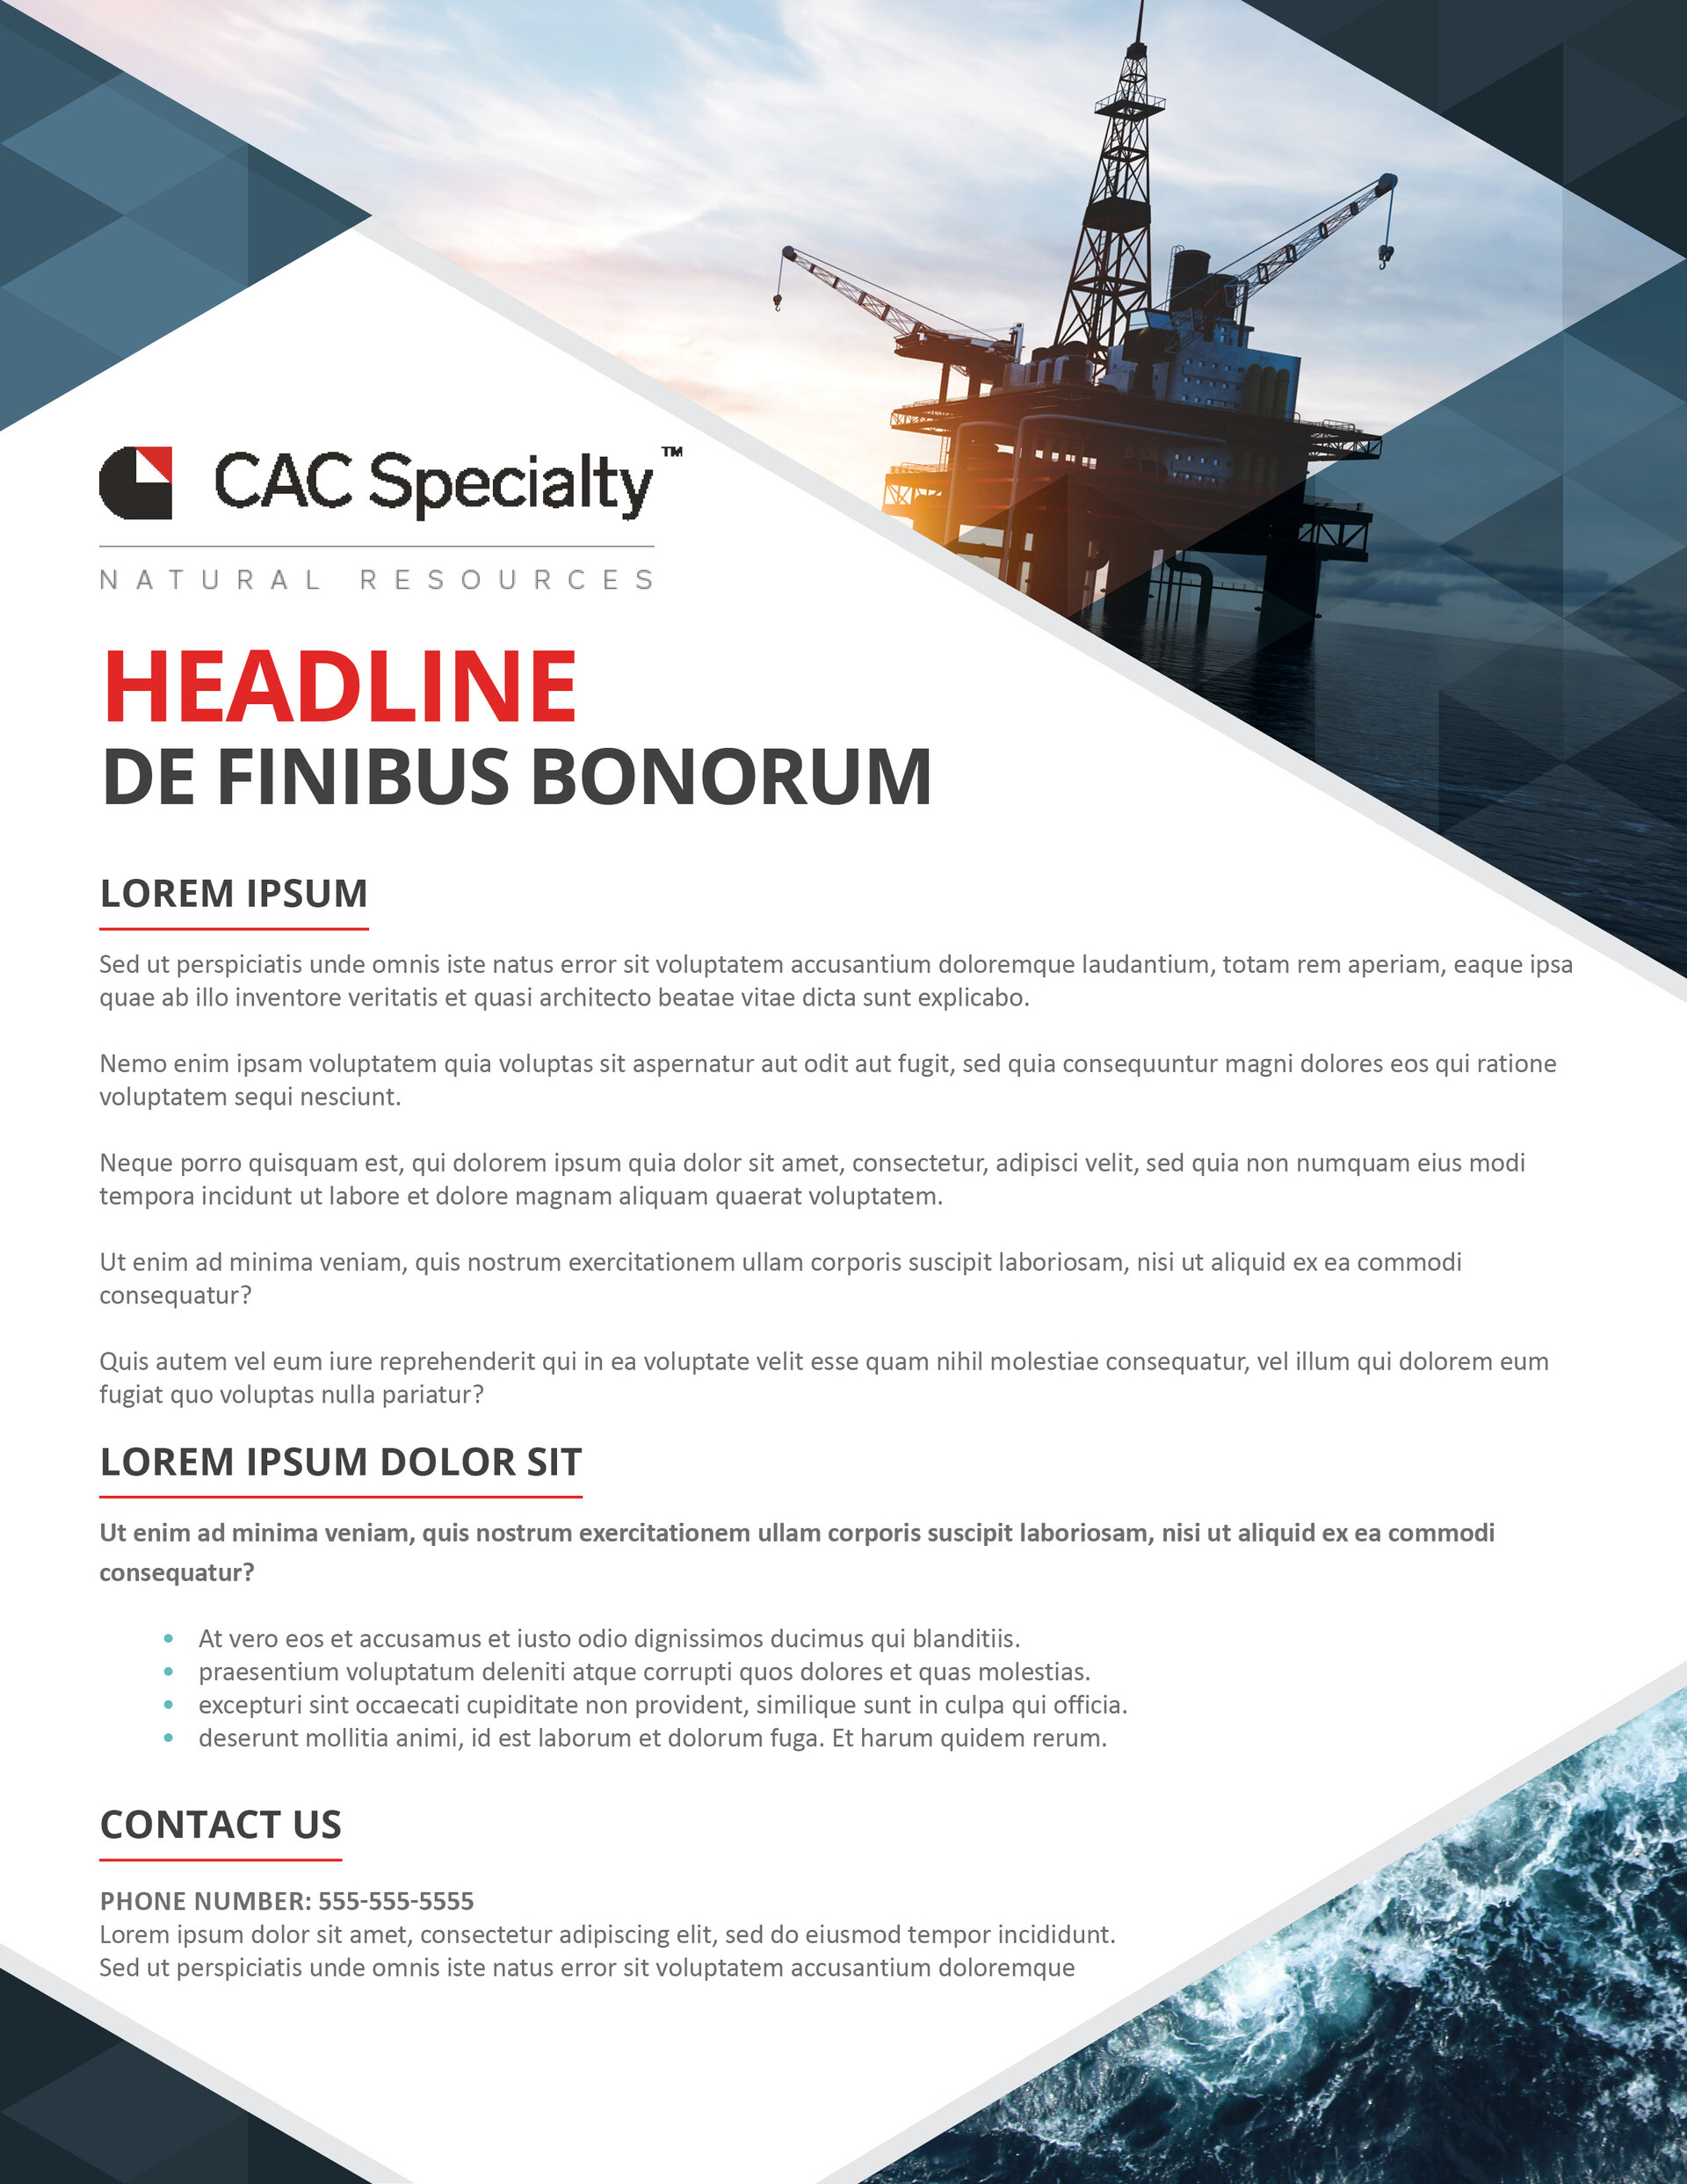 CAC Specialty™
NATURAL RESOURCES
HEADLINE
DE FINIBUS BONORUM
LOREM IPSUM
Sed ut perspiciatis unde omnis iste natus error sit voluptatem accusantium doloremque laudantium, totam rem aperiam, eaque ipsa
quae ab illo inventore veritatis et quasi architecto beatae vitae dicta sunt explicabo.
Nemo enim ipsam voluptatem quia voluptas sit aspernatur aut odit aut fugit, sed quia consequuntur magni dolores eos qui ratione
voluptatem sequi nesciunt.
Neque porro quisquam est, qui dolorem ipsum quia dolor sit amet, consectetur, adipisci velit, sed quia non numquam eius modi
tempora incidunt ut labore et dolore magnam aliquam quaerat voluptatem.
Ut enim ad minima veniam, quis nostrum exercitationem ullam corporis suscipit laboriosam, nisi ut aliquid ex ea commodi
consequatur?
Quis autem vel eum iure reprehenderit qui in ea voluptate velit esse quam nihil molestiae consequatur, vel illum qui dolorem eum
fugiat quo voluptas nulla pariatur?
LOREM IPSUM DOLOR SIT
Ut enim ad minima veniam, quis nostrum exercitationem ullam corporis suscipit laboriosam, nisi ut aliquid ex ea commodi
consequatur?
• At vero eos et accusamus et iusto odio dignissimos ducimus qui blanditiis.
• praesentium voluptatum deleniti atque corrupti quos dolores et quas molestias.
• excepturi sint occaecati cupiditate non provident, similique sunt in culpa qui officia.
• deserunt mollitia animi, id est laborum et dolorum fuga. Et harum quidem rerum.
CONTACT US
PHONE NUMBER: 555-555-5555
Lorem ipsum dolor sit amet, consectetur adipiscing elit, sed do eiusmod tempor incididunt.
Sed ut perspiciatis unde omnis iste natus error sit voluptatem accusantium doloremque